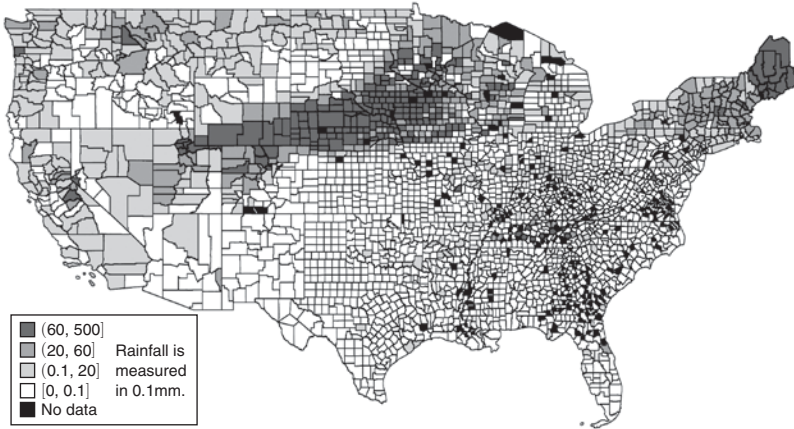 (60, 500]
(20, 60]
(0.1, 20]
[0, 0.1]
No data
Rainfall is
measured
in 0.1mm.